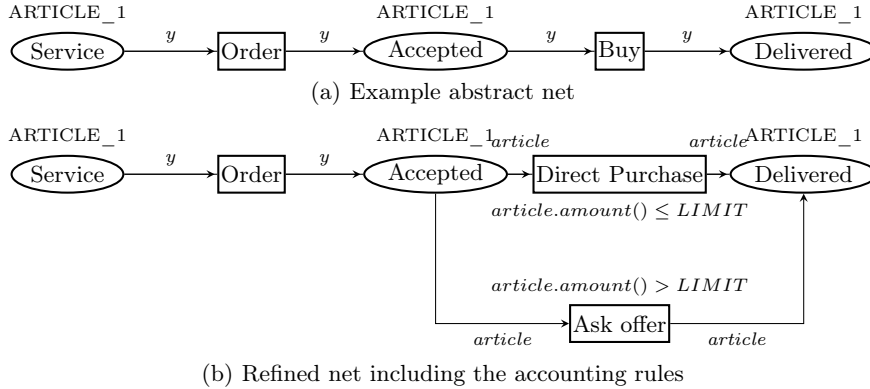 ARTICLE_1 ARTICLE_1 ARTICLE_1
Service y Order y Accepted y Buy y Delivered
(a) Example abstract net
ARTICLE_1 ARTICLE_1 article article ARTICLE_1
Service y Order y Accepted Direct Purchase Delivered
article.amount() ≤ LIMIT
article.amount() > LIMIT
article Ask offer article
(b) Refined net including the accounting rules